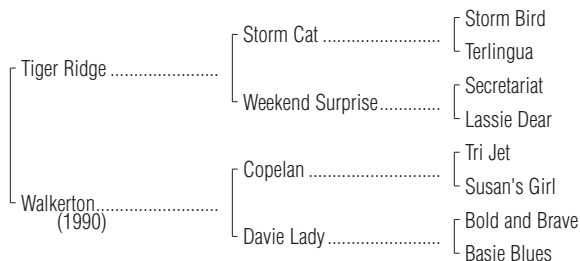 Storm Bird
Storm Cat ..............................
Terlingua
Tiger Ridge ...........................
Secretariat
Weekend Surprise...............
Lassie Dear
Tri Jet
Copelan .................................
Susan's Girl
Walkerton..............................
(1990)
Bold and Brave
Davie Lady ............................
Basie Blues